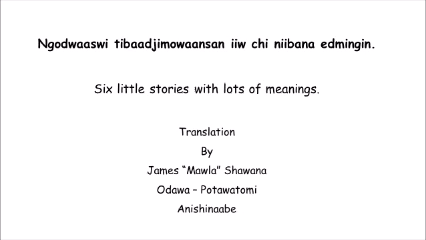 Ngodwaaswi tibaadjimowaansan iiw chi niibana edmingin.
Six little stories with lots of meanings.
Translation
By
James “Mawla” Shawana
Odawa – Potawatomi
Anishinaabe